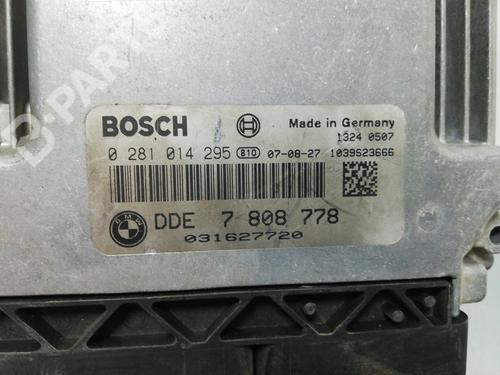 BOSCH
Made in Germany
1324 0507
0 281 014 295 810 07-08-27 1039S23666
BMW
DDE 7 808 778
031627720